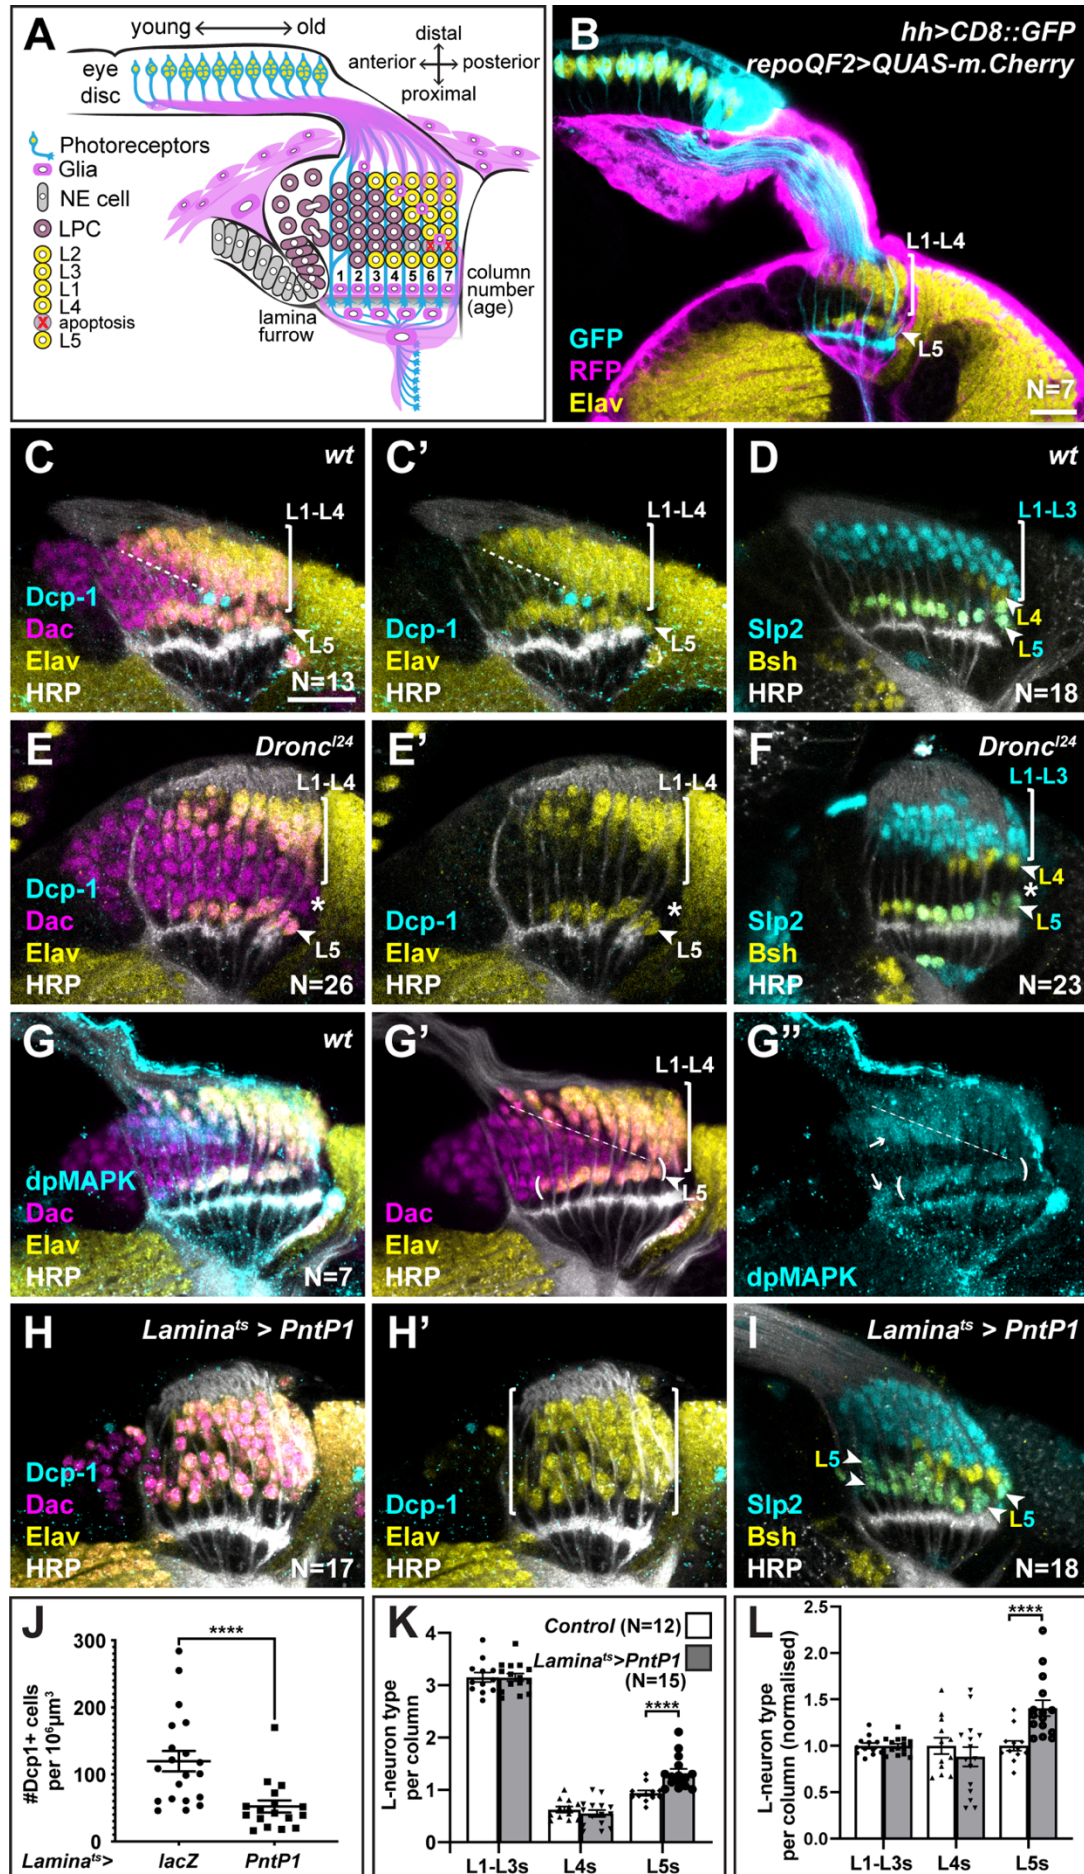 A
young
old
distal
anterior
posterior
proximal
eye
disc
Photoreceptors
Glia
NE cell
LPC
L2
L3
L1
L4
apoptosis
L5
1 2 3 4 5 6 7
column
number
(age)
lamina
furrow
B
hh>CD8::GFP
repoQF2>QUAS-m.Cherry
L1-L4
L5
GFP
RFP
Elav
N=7
C
wt
L1-L4
Dcp-1
Dac
Elav
HRP
L5
N=13
C'
L1-L4
Dcp-1
Elav
HRP
L5
D
wt
L1-L3
L4
L5
Slp2
Bsh
HRP
N=18
E
Dronc^I24
L1-L4
Dcp-1
Dac
Elav
HRP
*
L5
N=26
E'
L1-L4
Dcp-1
Elav
HRP
*
L5
F
Dronc^I24
L1-L3
L4
*
L5
Slp2
Bsh
HRP
N=23
G
wt
dpMAPK
Dac
Elav
HRP
N=7
G'
L1-L4
L5
Dac
Elav
HRP
G''
dpMAPK
H
Lamina^ts > PntP1
Dcp-1
Dac
Elav
HRP
N=17
H'
Dcp-1
Elav
HRP
I
Lamina^ts > PntP1
L5
L5
Slp2
Bsh
HRP
N=18
J
****
300
200
100
0
#Dcp1+ cells
per 10^6µm^3
Lamina^ts> lacZ PntP1
K
Control (N=12)
Lamina^ts>PntP1
(N=15)
****
4
3
2
1
0
L-neuron type
per column
L1-L3s L4s L5s
L
****
2.5
2.0
1.5
1.0
0.5
0.0
L-neuron type
per column (normalised)
L1-L3s L4s L5s